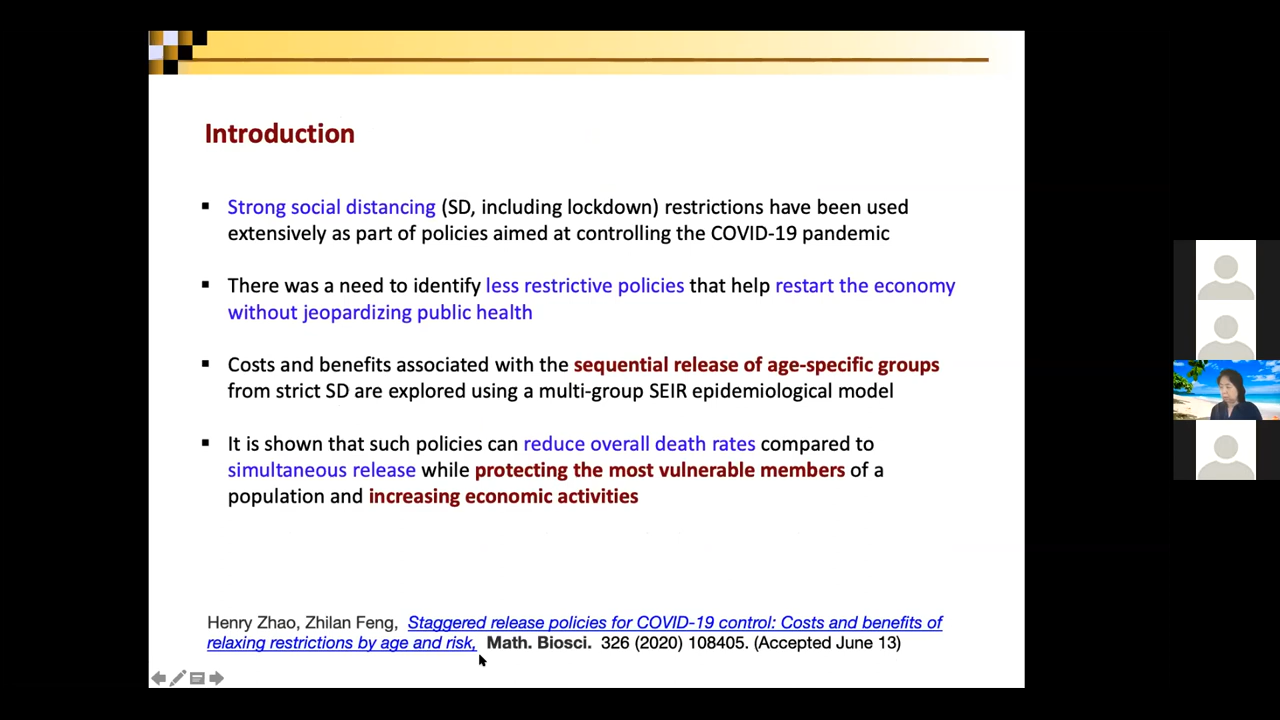 Introduction
▪ Strong social distancing (SD, including lockdown) restrictions have been used
extensively as part of policies aimed at controlling the COVID-19 pandemic
▪ There was a need to identify less restrictive policies that help restart the economy
without jeopardizing public health
▪ Costs and benefits associated with the sequential release of age-specific groups
from strict SD are explored using a multi-group SEIR epidemiological model
▪ It is shown that such policies can reduce overall death rates compared to
simultaneous release while protecting the most vulnerable members of a
population and increasing economic activities
Henry Zhao, Zhilan Feng, Staggered release policies for COVID-19 control: Costs and benefits of
relaxing restrictions by age and risk, Math. Biosci. 326 (2020) 108405. (Accepted June 13)